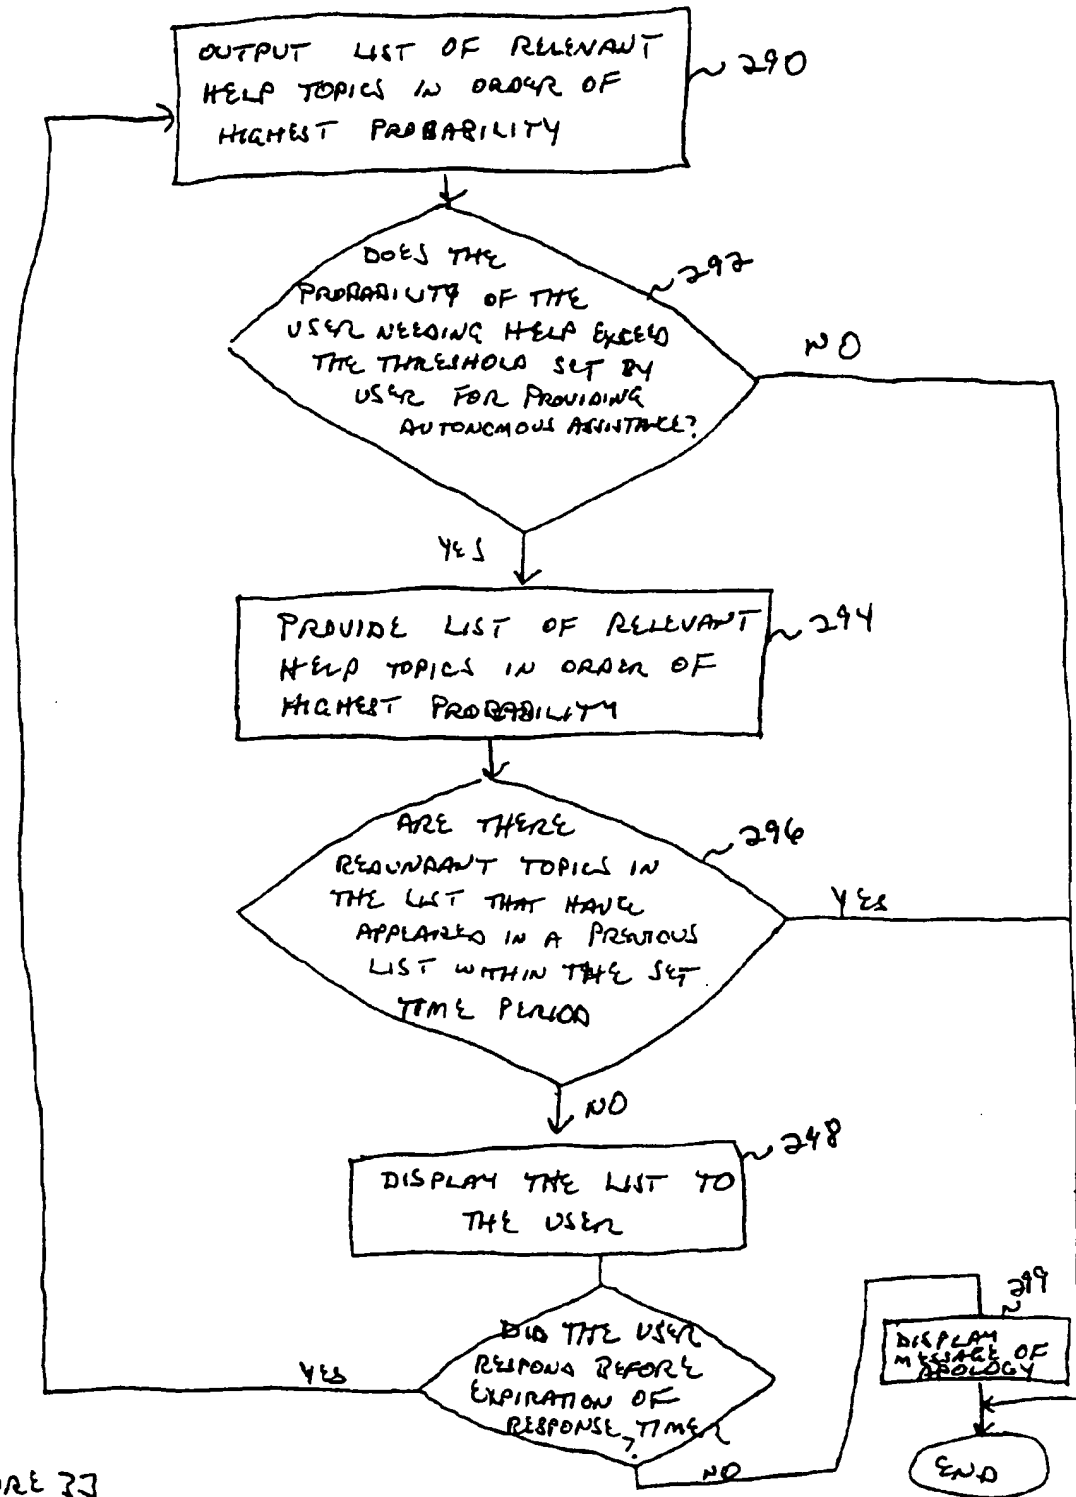 OUTPUT LIST OF RELEVANT
HELP TOPICS IN ORDER OF
HIGHEST PROBABILITY
290
DOES THE
PROBABILITY OF THE
USER NEEDING HELP EXCEED
THE THRESHOLD SET BY
USER FOR PROVIDING
AUTONOMOUS ASSISTANCE?
292
NO
YES
PROVIDE LIST OF RELEVANT
HELP TOPICS IN ORDER OF
HIGHEST PROBABILITY
294
ARE THERE
REDUNDANT TOPICS IN
THE LIST THAT HAVE
APPEARED IN A PREVIOUS
LIST WITHIN THE SET
TIME PERIOD
296
YES
NO
DISPLAY THE LIST TO
THE USER
298
DID THE USER
RESPOND BEFORE
EXPIRATION OF
RESPONSE TIMER
?
YES
NO
299
DISPLAY
MESSAGE OF
APOLOGY
END
URE 33